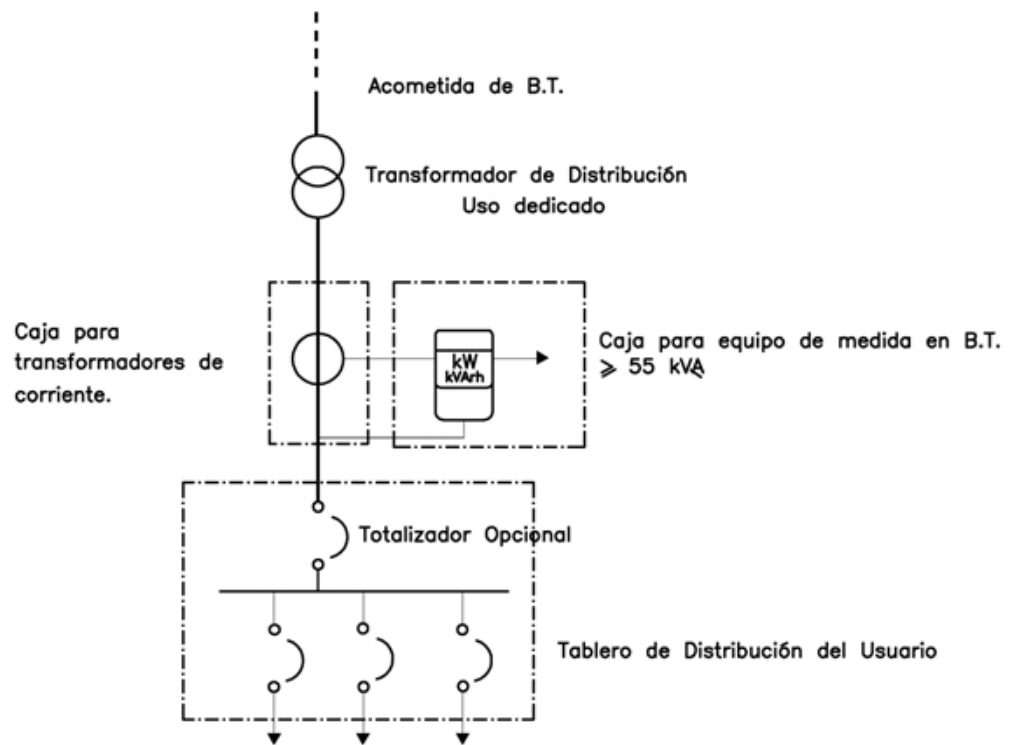 Acometida de B.T.
Transformador de Distribución
Uso dedicado
Caja para
transformadores de
corriente.
kW
kVArh
Caja para equipo de medida en B.T.
⩾ 55 kVA
Totalizador Opcional
Tablero de Distribución del Usuario